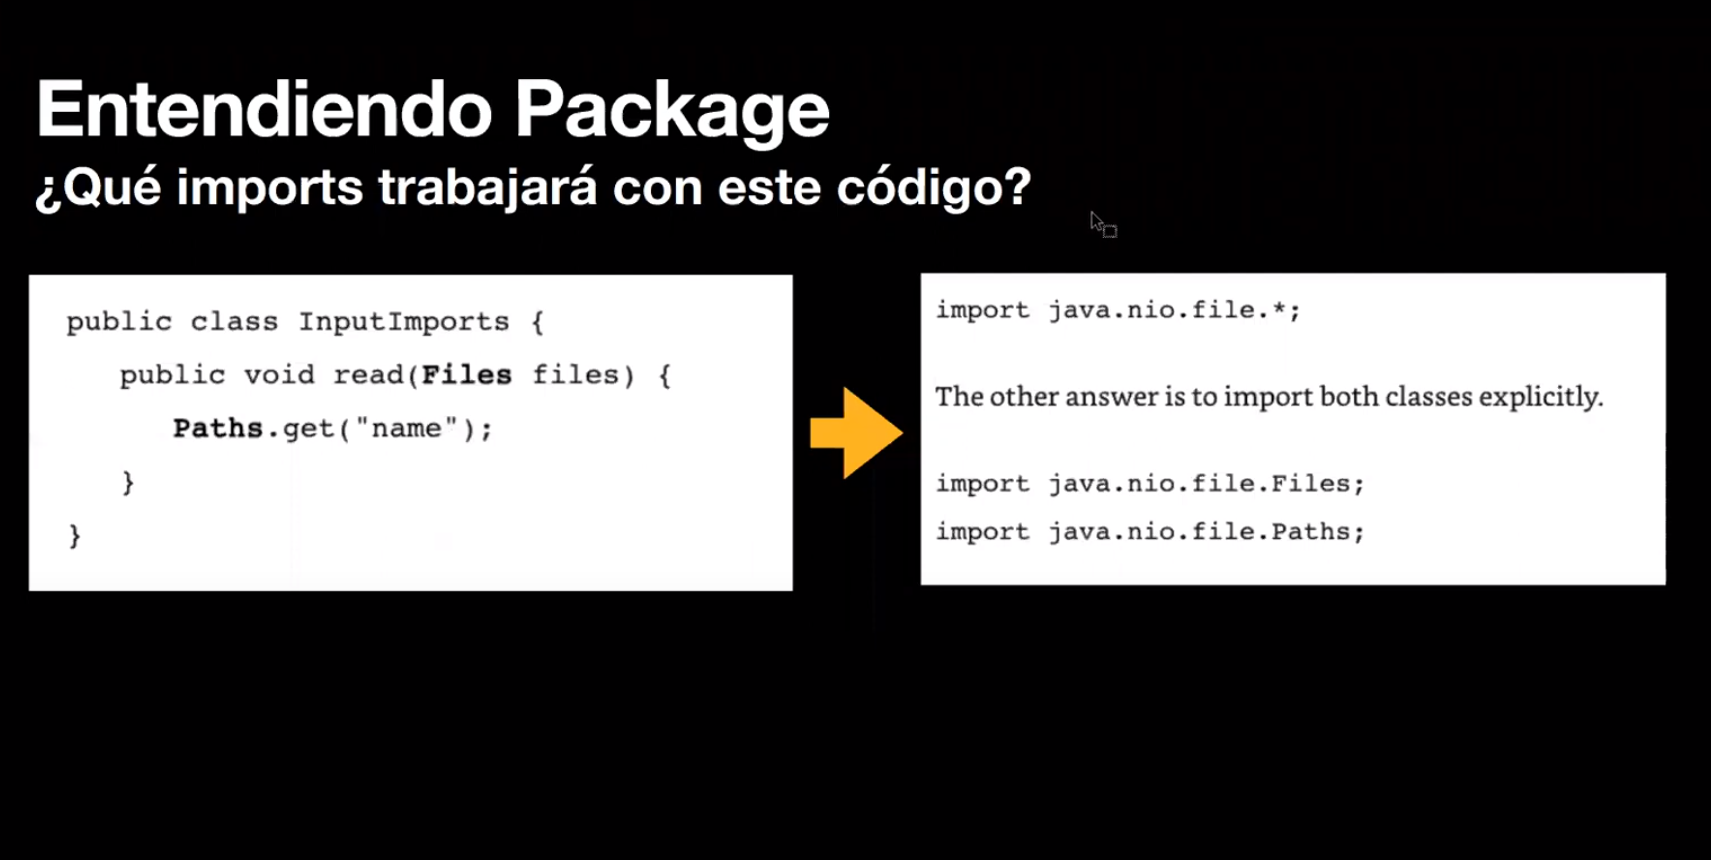 Entendiendo Package
¿Qué imports trabajará con este código?
public class InputImports {
public void read(Files files) {
Paths.get("name");
}
}
import java.nio.file.*;
The other answer is to import both classes explicitly.
import java.nio.file.Files;
import java.nio.file.Paths;